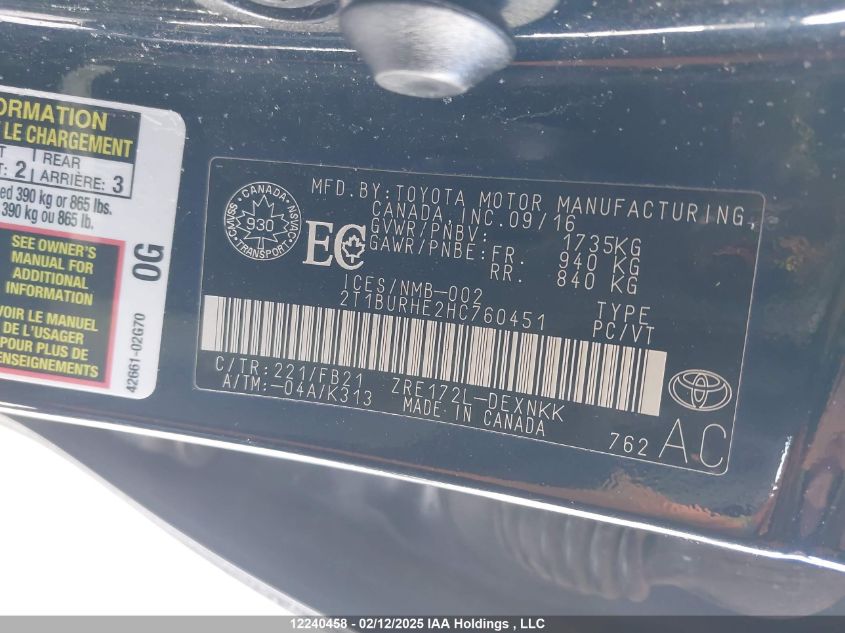 ORMATION
LE CHARGEMENT
T: 2 REAR ARRIÈRE: 3
ed 390 kg or 865 lbs.
390 kg ou 865 lb.
SEE OWNER'S
MANUAL FOR
ADDITIONAL
INFORMATION
VOIR LE MANUEL
DE L'USAGER
POUR PLUS DE
RENSEIGNEMENTS
0G
42661-02G70
CANADA
CMVSS 930 NSVAC
TRANSPORT
EC
MFD.BY:TOYOTA MOTOR MANUFACTURING,
CANADA,INC.09/16
GVWR/PNBV: 1735KG
GAWR/PNBE:FR. 940 KG
RR. 840 KG
ICES/NMB-002
2T1BURHE2HC760451
TYPE
PC/VT
C/TR:221/FB21 ZRE172L-DEXNKK
A/TM:-04A/K313 MADE IN CANADA
762 AC
12240458 - 02/12/2025 IAA Holdings , LLC